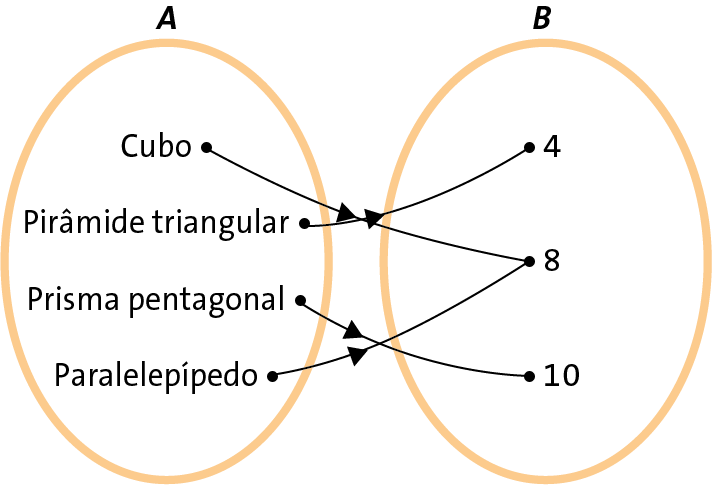 A
B
Cubo
4
Pirâmide triangular
8
Prisma pentagonal
Paralelepípedo
10